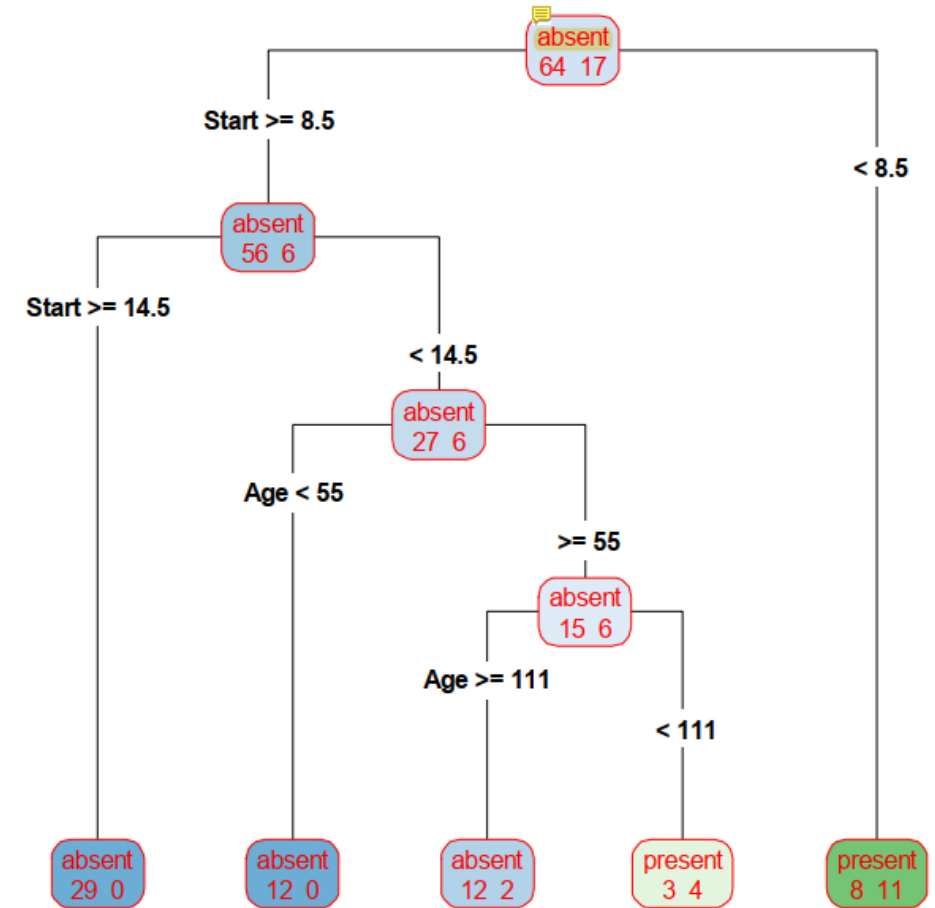 absent
64 17
Start >= 8.5
< 8.5
absent
56 6
Start >= 14.5
< 14.5
absent
27 6
Age < 55
>= 55
absent
15 6
Age >= 111
< 111
absent
29 0
absent
12 0
absent
12 2
present
3 4
present
8 11